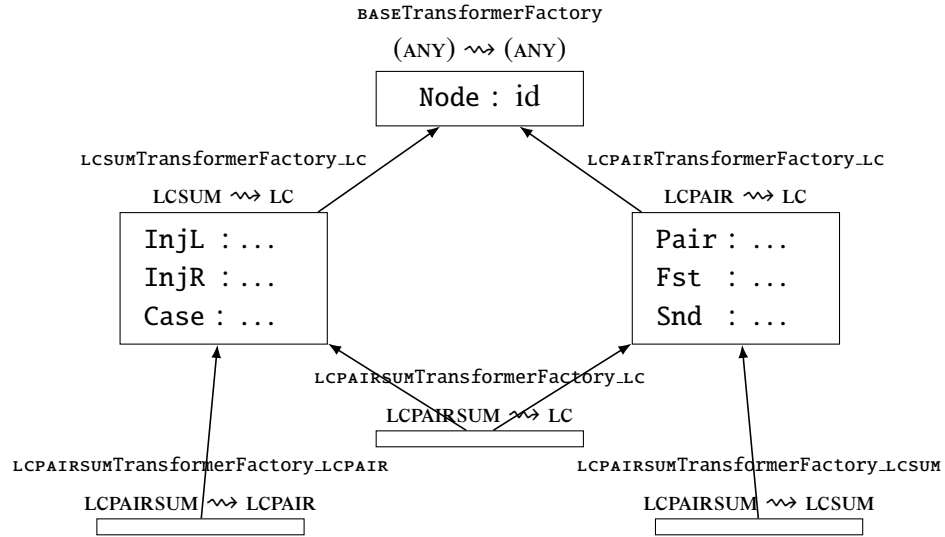 BASETransformerFactory
(ANY) ⇝ (ANY)
Node : id
LCSUMTransformerFactory_LC
LCSUM ⇝ LC
InjL : ...
InjR : ...
Case : ...
LCPAIRTransformerFactory_LC
LCPAIR ⇝ LC
Pair : ...
Fst : ...
Snd : ...
LCPAIRSUMTransformerFactory_LC
LCPAIRSUM ⇝ LC
LCPAIRSUMTransformerFactory_LCPAIR
LCPAIRSUM ⇝ LCPAIR
LCPAIRSUMTransformerFactory_LCSUM
LCPAIRSUM ⇝ LCSUM